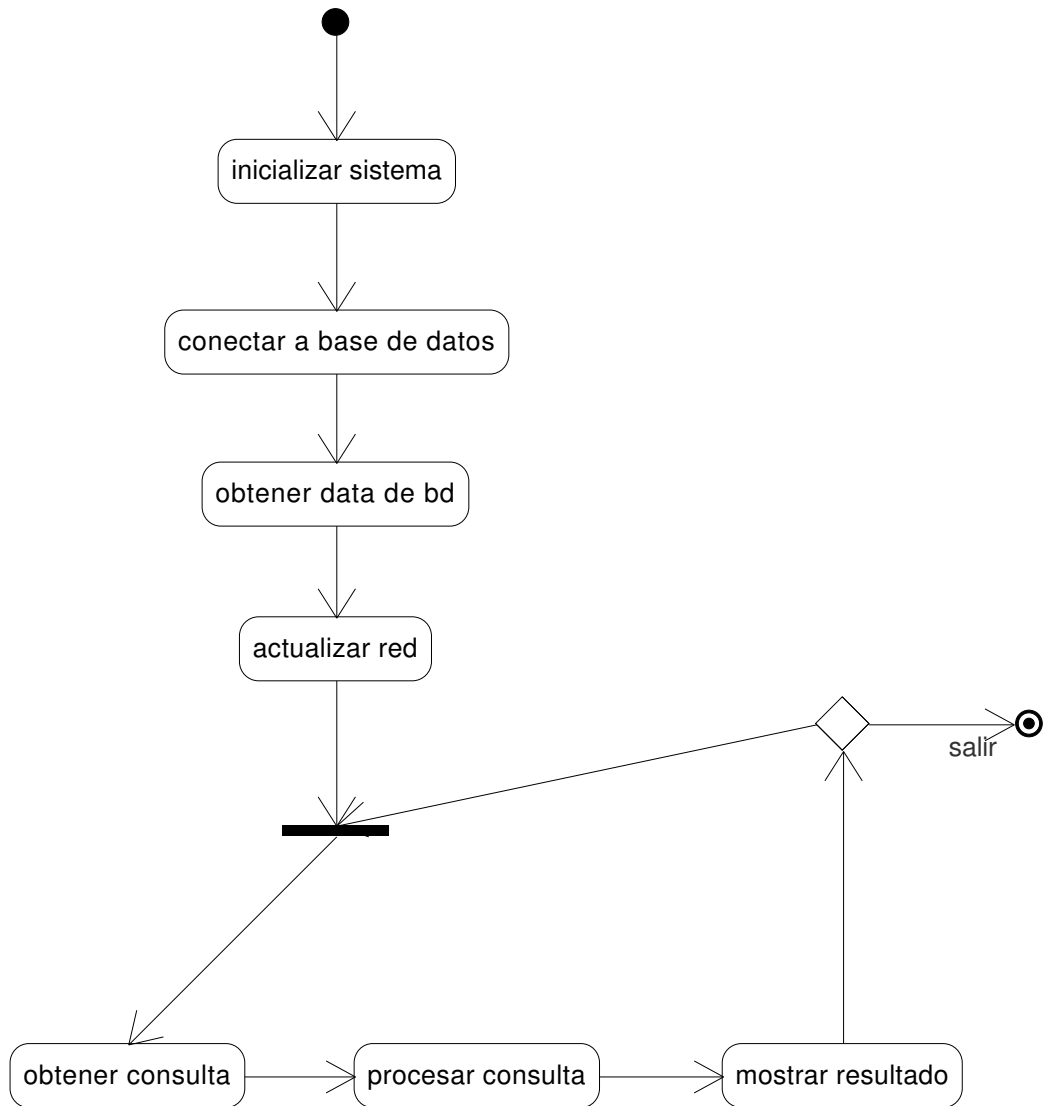 inicializar sistema
conectar a base de datos
obtener data de bd
actualizar red
salir
obtener consulta
procesar consulta
mostrar resultado